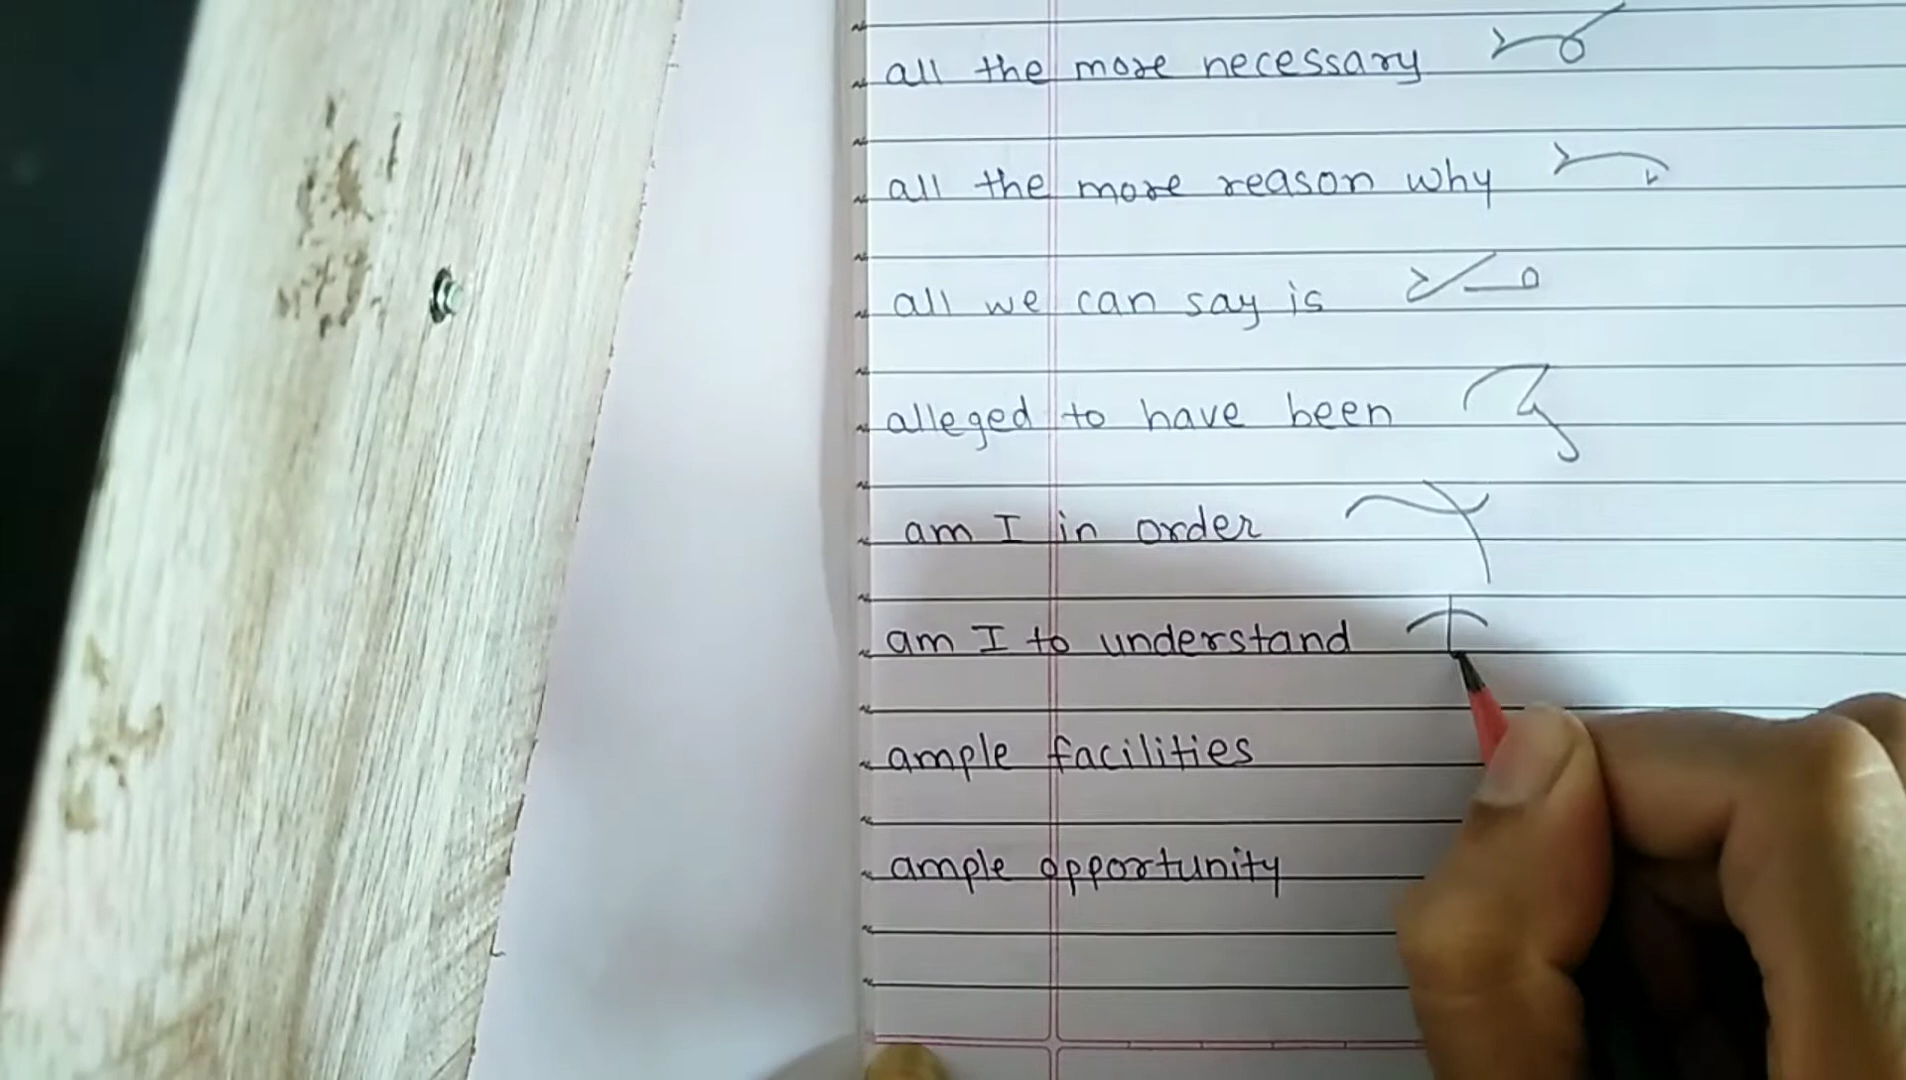 all the more necessary
all the more reason why
all we can say is
alleged to have been
am I in order
am I to understand
ample facilities
ample opportunity